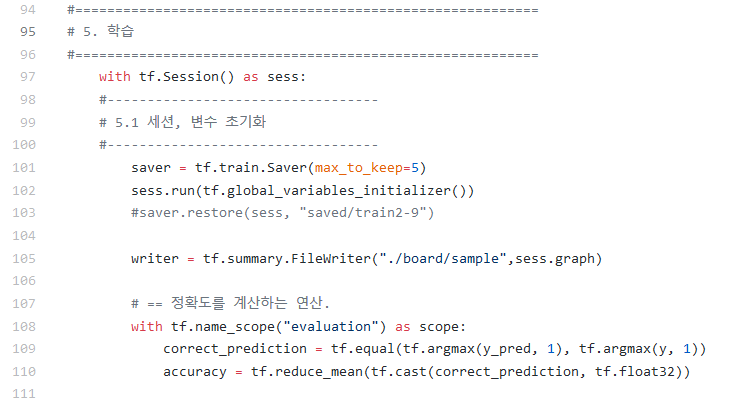 94 #==========================================================
95 # 5. 학습
96 #==========================================================
97 with tf.Session() as sess:
98 #----------------------------------
99 # 5.1 세션, 변수 초기화
100 #----------------------------------
101 saver = tf.train.Saver(max_to_keep=5)
102 sess.run(tf.global_variables_initializer())
103 #saver.restore(sess, "saved/train2-9")
104
105 writer = tf.summary.FileWriter("./board/sample",sess.graph)
106
107 # == 정확도를 계산하는 연산.
108 with tf.name_scope("evaluation") as scope:
109 correct_prediction = tf.equal(tf.argmax(y_pred, 1), tf.argmax(y, 1))
110 accuracy = tf.reduce_mean(tf.cast(correct_prediction, tf.float32))
111